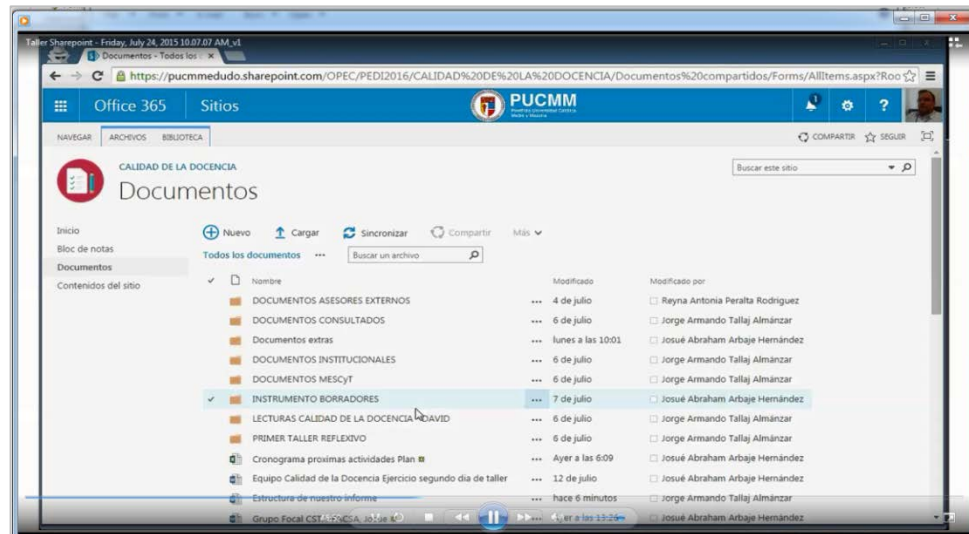 Taller Sharepoint - Friday, July 24, 2015 10.07.07 AM_v1
Documentos - Todos los
https://pucmmedudo.sharepoint.com/OPEC/PEDI2016/CALIDAD%20DE%20LA%20DOCENCIA/Documentos%20compartidos/Forms/AllItems.aspx?Roo
Office 365 Sitios PUCMM ?
NAVEGAR ARCHIVOS BIBLIOTECA COMPARTIR SEGUIR
CALIDAD DE LA DOCENCIA
Documentos
Buscar este sitio
Inicio
Bloc de notas
Documentos
Contenidos del sitio
Nuevo Cargar Sincronizar Compartir Más
Todos los documentos ••• Buscar un archivo
Nombre Modificado Modificado por
DOCUMENTOS ASESORES EXTERNOS ••• 4 de julio Reyna Antonia Peralta Rodriguez
DOCUMENTOS CONSULTADOS ••• 6 de julio Jorge Armando Tallaj Almánzar
Documentos extras ••• lunes a las 10:01 Josué Abraham Arbaje Hernández
DOCUMENTOS INSTITUCIONALES ••• 6 de julio Jorge Armando Tallaj Almánzar
DOCUMENTOS MESCyT ••• 6 de julio Jorge Armando Tallaj Almánzar
INSTRUMENTO BORRADORES ••• 7 de julio Josué Abraham Arbaje Hernández
LECTURAS CALIDAD DE LA DOCENCIA DAVID ••• 6 de julio Jorge Armando Tallaj Almánzar
PRIMER TALLER REFLEXIVO ••• 6 de julio Jorge Armando Tallaj Almánzar
Cronograma proximas actividades Plan ••• Ayer a las 6:09 Josué Abraham Arbaje Hernández
Equipo Calidad de la Docencia Ejercicio segundo dia de taller ••• 12 de julio Josué Abraham Arbaje Hernández
Estructura de nuestro informe ••• hace 6 minutos Jorge Armando Tallaj Almánzar
Grupo Focal Ayer a las 13:26 Josué Abraham Arbaje Hernández